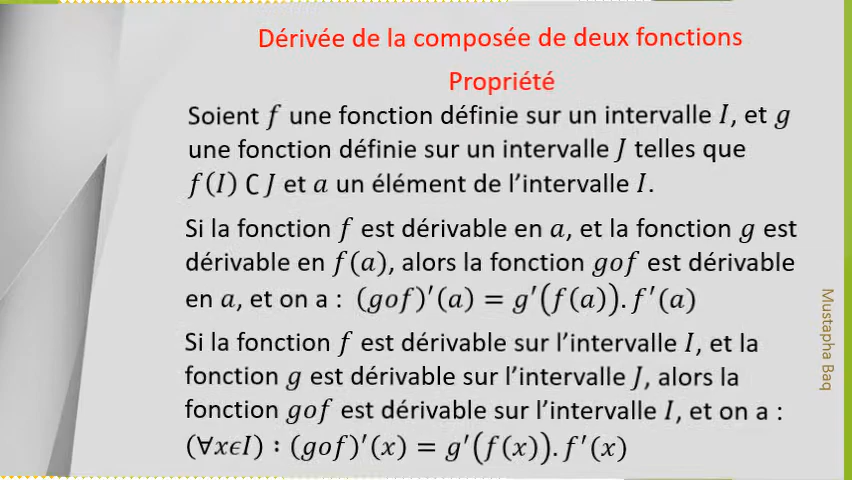 Dérivée de la composée de deux fonctions
Propriété
Soient f une fonction définie sur un intervalle I, et g
une fonction définie sur un intervalle J telles que
f(I) ⊂ J et a un élément de l’intervalle I.
Si la fonction f est dérivable en a, et la fonction g est
dérivable en f(a), alors la fonction gof est dérivable
en a, et on a : (gof)′(a) = g′(f(a)).f′(a)
Si la fonction f est dérivable sur l’intervalle I, et la
fonction g est dérivable sur l’intervalle J, alors la
fonction gof est dérivable sur l’intervalle I, et on a :
(∀xϵI) : (gof)′(x) = g′(f(x)).f′(x)
Mustapha Baq